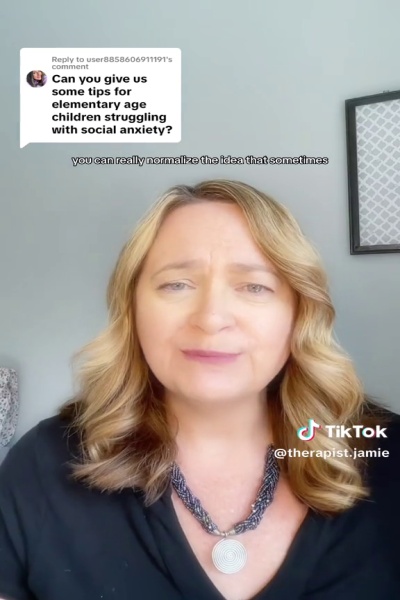 Reply to user8858606911191's
comment
Can you give us
some tips for
elementary age
children struggling
with social anxiety?
you can really normalize the idea that sometimes
TikTok
@therapist.jamie